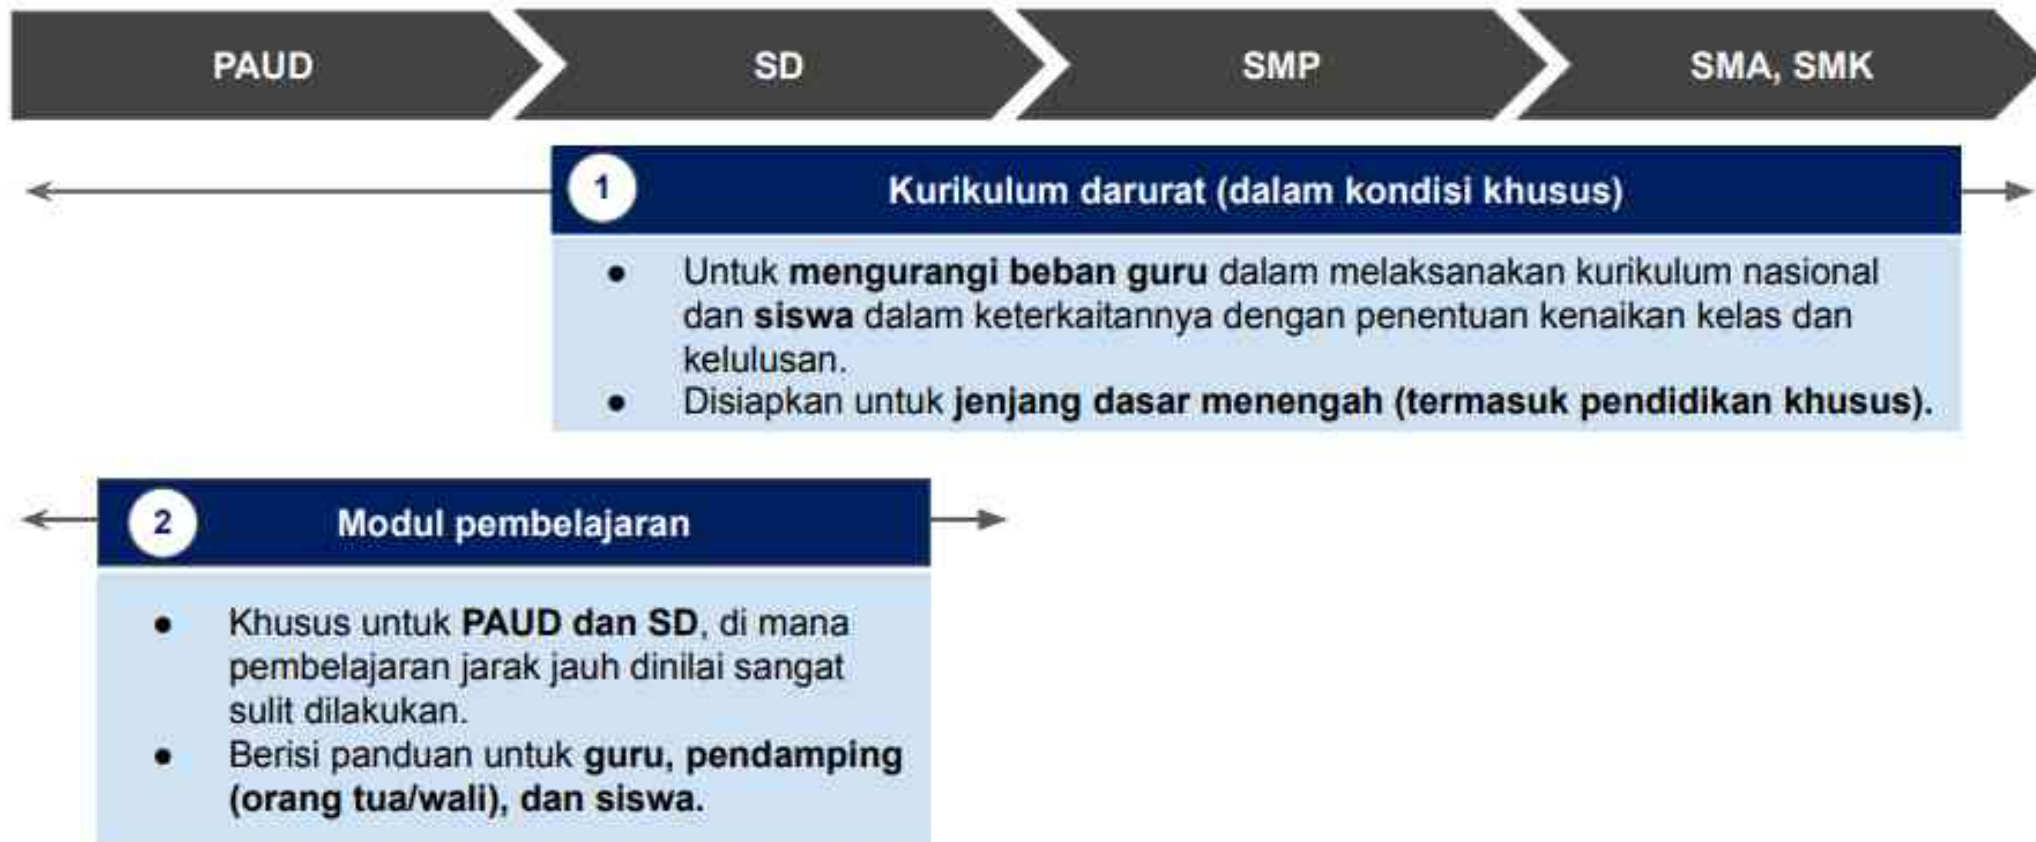 PAUD
SD
SMP
SMA, SMK
1
Kurikulum darurat (dalam kondisi khusus)
● Untuk mengurangi beban guru dalam melaksanakan kurikulum nasional
dan siswa dalam keterkaitannya dengan penentuan kenaikan kelas dan
kelulusan.
● Disiapkan untuk jenjang dasar menengah (termasuk pendidikan khusus).
2
Modul pembelajaran
● Khusus untuk PAUD dan SD, di mana
pembelajaran jarak jauh dinilai sangat
sulit dilakukan.
● Berisi panduan untuk guru, pendamping
(orang tua/wali), dan siswa.